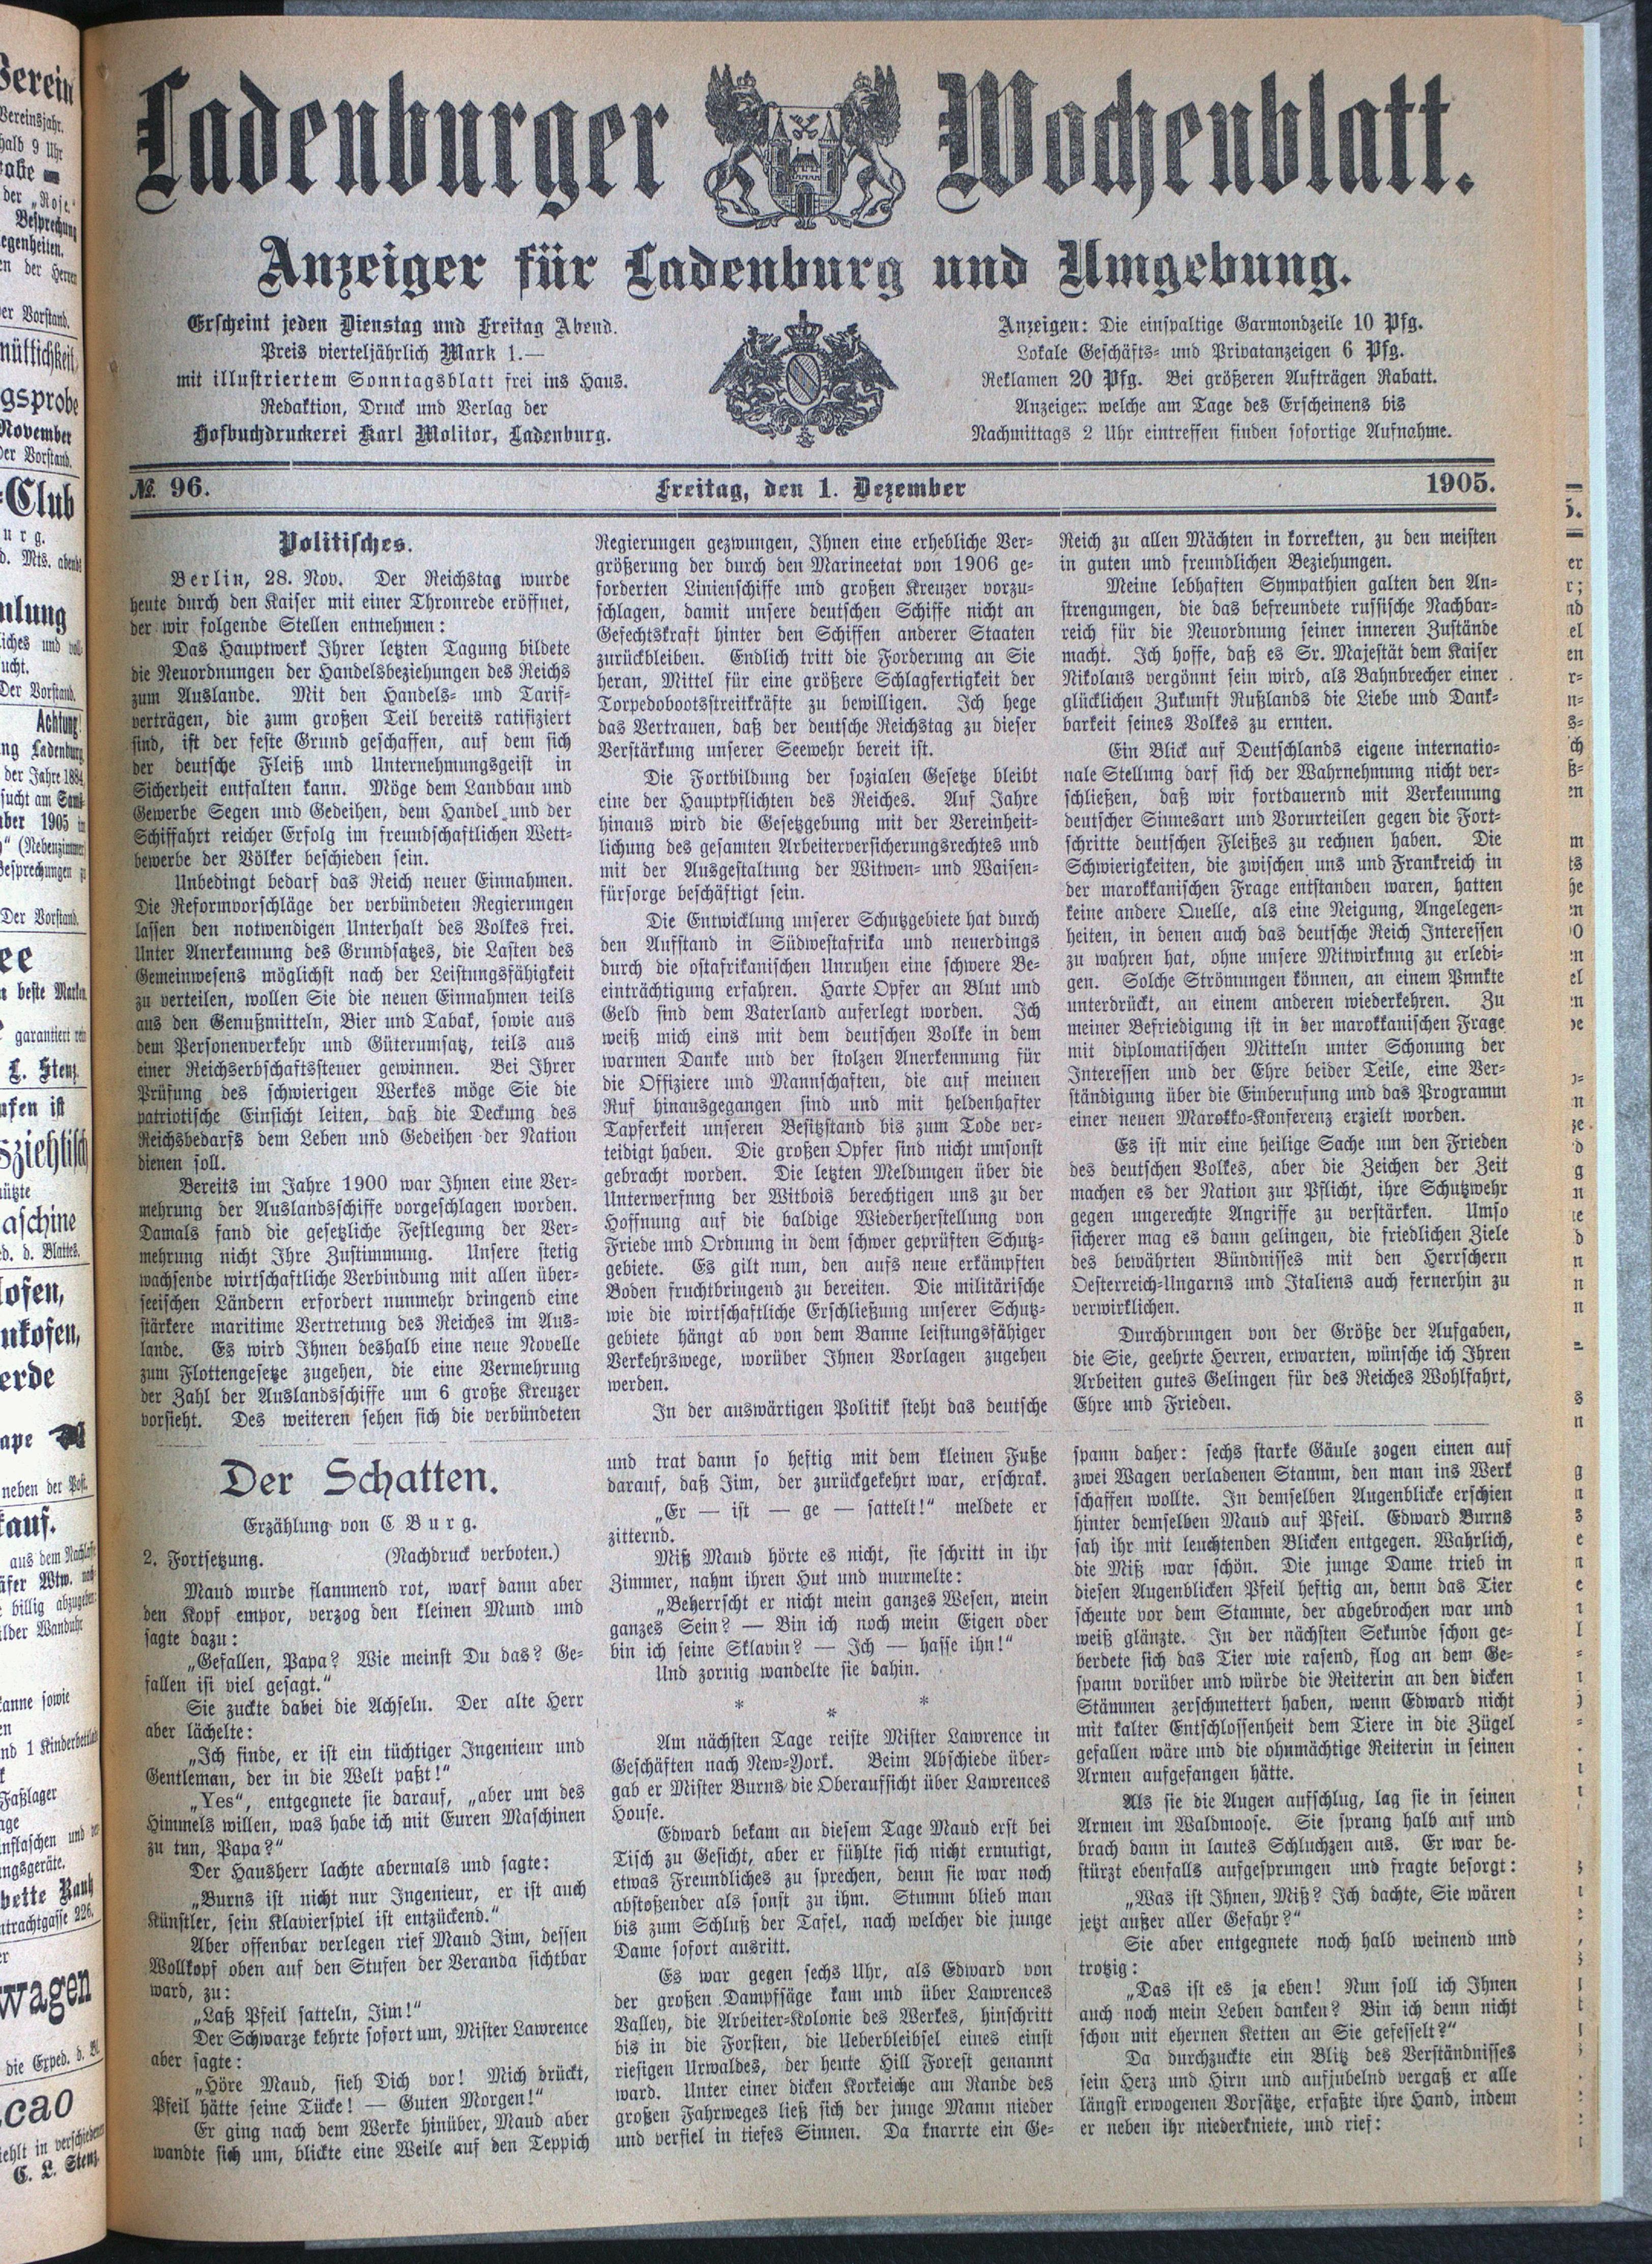 Ladenburger Wochenblatt.
Anzeiger für Ladenburg und Umgebung.
Erscheint jeden Dienstag und Freitag Abend.
Preis vierteljährlich Mark 1.—
mit illustriertem Sonntagsblatt frei ins Haus.
Redaktion, Druck und Verlag der
Hofbuchdruckerei Karl Molitor, Ladenburg.
Anzeigen: Die einspaltige Garmondzeile 10 Pfg.
Lokale Geschäfts- und Privatanzeigen 6 Pfg.
Reklamen 20 Pfg. Bei größeren Aufträgen Rabatt.
Anzeigen welche am Tage des Erscheinens bis
Nachmittags 2 Uhr eintreffen finden sofortige Aufnahme.
№ 96. Freitag, den 1. Dezember 1905.
Politisches.
Berlin, 28. Nov. Der Reichstag wurde
heute durch den Kaiser mit einer Thronrede eröffnet,
der wir folgende Stellen entnehmen:
Das Hauptwerk Ihrer letzten Tagung bildete
die Neuordnungen der Handelsbeziehungen des Reichs
zum Auslande. Mit den Handels- und Tarif-
verträgen, die zum großen Teil bereits ratifiziert
sind, ist der feste Grund geschaffen, auf dem sich
der deutsche Fleiß und Unternehmungsgeist in
Sicherheit entfalten kann. Möge dem Landbau und
Gewerbe Segen und Gedeihen, dem Handel und der
Schiffahrt reicher Erfolg im freundschaftlichen Wett-
bewerbe der Völker beschieden sein.
Unbedingt bedarf das Reich neuer Einnahmen.
Die Reformvorschläge der verbündeten Regierungen
lassen den notwendigen Unterhalt des Volkes frei.
Unter Anerkennung des Grundsatzes, die Lasten des
Gemeinwesens möglichst nach der Leistungsfähigkeit
zu verteilen, wollen Sie die neuen Einnahmen teils
aus den Genußmitteln, Bier und Tabak, sowie aus
dem Personenverkehr und Güterumsatz, teils aus
einer Reichserbschaftssteuer gewinnen. Bei Ihrer
Prüfung des schwierigen Werkes möge Sie die
patriotische Einsicht leiten, daß die Deckung des
Reichsbedarfs dem Leben und Gedeihen der Nation
dienen soll.
Bereits im Jahre 1900 war Ihnen eine Ver-
mehrung der Auslandsschiffe vorgeschlagen worden.
Damals fand die gesetzliche Festlegung der Ver-
mehrung nicht Ihre Zustimmung. Unsere stetig
wachsende wirtschaftliche Verbindung mit allen über-
seeischen Ländern erfordert nunmehr dringend eine
stärkere maritime Vertretung des Reiches im Aus-
lande. Es wird Ihnen deshalb eine neue Novelle
zum Flottengesetze zugehen, die eine Vermehrung
der Zahl der Auslandsschiffe um 6 große Kreuzer
vorsieht. Des weiteren sehen sich die verbündeten
Regierungen gezwungen, Ihnen eine erhebliche Ver-
größerung der durch den Marineetat von 1906 ge-
forderten Linienschiffe und großen Kreuzer vorzu-
schlagen, damit unsere deutschen Schiffe nicht an
Gefechtskraft hinter den Schiffen anderer Staaten
zurückbleiben. Endlich tritt die Forderung an Sie
heran, Mittel für eine größere Schlagfertigkeit der
Torpedobootsstreitkräfte zu bewilligen. Ich hege
das Vertrauen, daß der deutsche Reichstag zu dieser
Verstärkung unserer Seewehr bereit ist.
Die Fortbildung der sozialen Gesetze bleibt
eine der Hauptpflichten des Reiches. Auf Jahre
hinaus wird die Gesetzgebung mit der Vereinheit-
lichung des gesamten Arbeiterversicherungsrechtes und
mit der Ausgestaltung der Witwen- und Waisen-
fürsorge beschäftigt sein.
Die Entwicklung unserer Schutzgebiete hat durch
den Aufstand in Südwestafrika und neuerdings
durch die ostafrikanischen Unruhen eine schwere Be-
einträchtigung erfahren. Harte Opfer an Blut und
Geld sind dem Vaterland auferlegt worden. Ich
weiß mich eins mit dem deutschen Volke in dem
warmen Danke und der stolzen Anerkennung für
die Offiziere und Mannschaften, die auf meinen
Ruf hinausgegangen sind und mit heldenhafter
Tapferkeit unseren Besitzstand bis zum Tode ver-
teidigt haben. Die großen Opfer sind nicht umsonst
gebracht worden. Die letzten Meldungen über die
Unterwerfung der Witbois berechtigen uns zu der
Hoffnung auf die baldige Wiederherstellung von
Friede und Ordnung in dem schwer geprüften Schutz-
gebiete. Es gilt nun, den aufs neue erkämpften
Boden fruchtbringend zu bereiten. Die militärische
wie die wirtschaftliche Erschließung unserer Schutz-
gebiete hängt ab von dem Banne leistungsfähiger
Verkehrswege, worüber Ihnen Vorlagen zugehen
werden.
In der auswärtigen Politik steht das deutsche
Reich zu allen Mächten in korrekten, zu den meisten
in guten und freundlichen Beziehungen.
Meine lebhaften Sympathien galten den An-
strengungen, die das befreundete russische Nachbar-
reich für die Neuordnung seiner inneren Zustände
macht. Ich hoffe, daß es Sr. Majestät dem Kaiser
Nikolaus vergönnt sein wird, als Bahnbrecher einer
glücklichen Zukunft Rußlands die Liebe und Dank-
barkeit seines Volkes zu ernten.
Ein Blick auf Deutschlands eigene internatio-
nale Stellung darf sich der Wahrnehmung nicht ver-
schließen, daß wir fortdauernd mit Verkennung
deutscher Sinnesart und Vorurteilen gegen die Fort-
schritte deutschen Fleißes zu rechnen haben. Die
Schwierigkeiten, die zwischen uns und Frankreich in
der marokkanischen Frage entstanden waren, hatten
keine andere Quelle, als eine Neigung, Angelegen-
heiten, in denen auch das deutsche Reich Interessen
zu wahren hat, ohne unsere Mitwirkung zu erledi-
gen. Solche Strömungen können, an einem Pnnkte
unterdrückt, an einem anderen wiederkehren. Zu
meiner Befriedigung ist in der marokkanischen Frage
mit diplomatischen Mitteln unter Schonung der
Interessen und der Ehre beider Teile, eine Ver-
ständigung über die Einberufung und das Programm
einer neuen Marokko-Konferenz erzielt worden.
Es ist mir eine heilige Sache um den Frieden
des deutschen Volkes, aber die Zeichen der Zeit
machen es der Nation zur Pflicht, ihre Schutzwehr
gegen ungerechte Angriffe zu verstärken. Umso
sicherer mag es dann gelingen, die friedlichen Ziele
des bewährten Bündnisses mit den Herrschern
Oesterreich-Ungarns und Italiens auch fernerhin zu
verwirklichen.
Durchdrungen von der Größe der Aufgaben,
die Sie, geehrte Herren, erwarten, wünsche ich Ihren
Arbeiten gutes Gelingen für des Reiches Wohlfahrt,
Ehre und Frieden.
Der Schatten.
Erzählung von C Burg.
2. Fortsetzung. (Nachdruck verboten.)
Maud wurde flammend rot, warf dann aber
den Kopf empor, verzog den kleinen Mund und
sagte dazu:
„Gefallen, Papa? Wie meinst Du das? Ge-
fallen isi viel gesagt.“
Sie zuckte dabei die Achseln. Der alte Herr
aber lächelte:
„Ich finde, er ist ein tüchtiger Ingenieur und
Gentleman, der in die Welt paßt!“
„Yes“, entgegnete sie darauf, „aber um des
Himmels willen, was habe ich mit Euren Maschinen
zu tnn, Papa?“
Der Hausherr lachte abermals und sagte:
„Burns ist nicht nur Ingenieur, er ist auch
Künstler, sein Klavierspiel ist entzückend.“
Aber offenbar verlegen rief Maud Jim, dessen
Wollkopf oben auf den Stufen der Veranda sichtbar
ward, zu:
„Laß Pfeil satteln, Jim!“
Der Schwarze kehrte sofort um, Mister Lawrence
aber sagte:
„Höre Maud, sieh Dich vor! Mich drückt,
Pfeil hätte seine Tücke! — Guten Morgen!“
Er ging nach dem Werke hinüber, Maud aber
wandte sich um, blickte eine Weile auf den Teppich
und trat dann so heftig mit dem kleinen Fuße
darauf, daß Jim, der zurückgekehrt war, erschrak.
„Er — ist — ge — sattelt!“ meldete er
zitternd.
Miß Maud hörte es nicht, sie schritt in ihr
Zimmer, nahm ihren Hut und murmelte:
„Beherrscht er nicht mein ganzes Wesen, mein
ganzes Sein? — Bin ich noch mein Eigen oder
bin ich seine Sklavin? — Ich — hasse ihn!“
Und zornig wandelte sie dahin.
* * *
Am nächsten Tage reiste Mister Lawrence in
Geschäften nach New-York. Beim Abschiede über-
gab er Mister Burns die Oberaufsicht über Lawrences
House.
Edward bekam an diesem Tage Maud erst bei
Tisch zu Gesicht, aber er fühlte sich nicht ermutigt,
etwas Freundliches zu sprechen, denn sie war noch
abstoßender als sonst zu ihm. Stumm blieb man
bis zum Schluß der Tafel, nach welcher die junge
Dame sofort ausritt.
Es war gegen sechs Uhr, als Edward von
der großen Dampfsäge kam und über Lawrences
Valley, die Arbeiter-Kolonie des Werkes, hinschritt
bis in die Forsten, die Ueberbleibsel eines einst
riesigen Urwaldes, der heute Hill Forest genannt
ward. Unter einer dicken Korkeiche am Rande des
großen Fahrweges ließ sich der junge Mann nieder
und verfiel in tiefes Sinnen. Da knarrte ein Ge-
spann daher: sechs starke Gäule zogen einen auf
zwei Wagen verladenen Stamm, den man ins Werk
schaffen wollte. In demselben Augenblicke erschien
hinter demselben Maud auf Pfeil. Edward Burns
sah ihr mit leuchtenden Blicken entgegen. Wahrlich,
die Miß war schön. Die junge Dame trieb in
diesen Augenblicken Pfeil heftig an, denn das Tier
scheute vor dem Stamme, der abgebrochen war und
weiß glänzte. In der nächsten Sekunde schon ge-
berdete sich das Tier wie rasend, flog an dem Ge-
spann vorüber und würde die Reiterin an den dicken
Stämmen zerschmettert haben, wenn Edward nicht
mit kalter Entschlossenheit dem Tiere in die Zügel
gefallen wäre und die ohnmächtige Reiterin in seinen
Armen aufgefangen hätte.
Als sie die Augen aufschlug, lag sie in seinen
Armen im Waldmoose. Sie sprang halb auf und
brach dann in lautes Schluchzen aus. Er war be-
stürzt ebenfalls aufgesprungen und fragte besorgt:
„Was ist Ihnen, Miß? Ich dachte, Sie wären
jetzt außer aller Gefahr?“
Sie aber entgegnete noch halb weinend und
trotzig:
„Das ist es ja eben! Nun soll ich Ihnen
auch noch mein Leben danken? Bin ich denn nicht
schon mit ehernen Ketten an Sie gefesselt?“
Da durchzuckte ein Blitz des Verständnisses
sein Herz und Hirn und aufjubelnd vergaß er alle
längst erwogenen Vorsätze, erfaßte ihre Hand, indem
er neben ihr niederkniete, und rief: